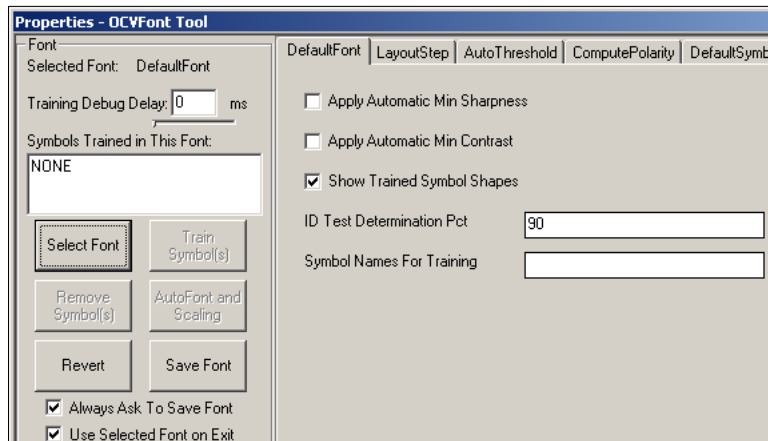 Properties - OCVFont Tool
Font
Selected Font: DefaultFont
Training Debug Delay: 0 ms
Symbols Trained in This Font:
NONE
Select Font
Train
Symbol(s)
Remove
Symbol(s)
AutoFont and
Scaling
Revert
Save Font
Always Ask To Save Font
Use Selected Font on Exit
DefaultFont LayoutStep AutoThreshold ComputePolarity DefaultSymb
Apply Automatic Min Sharpness
Apply Automatic Min Contrast
Show Trained Symbol Shapes
ID Test Determination Pct 90
Symbol Names For Training